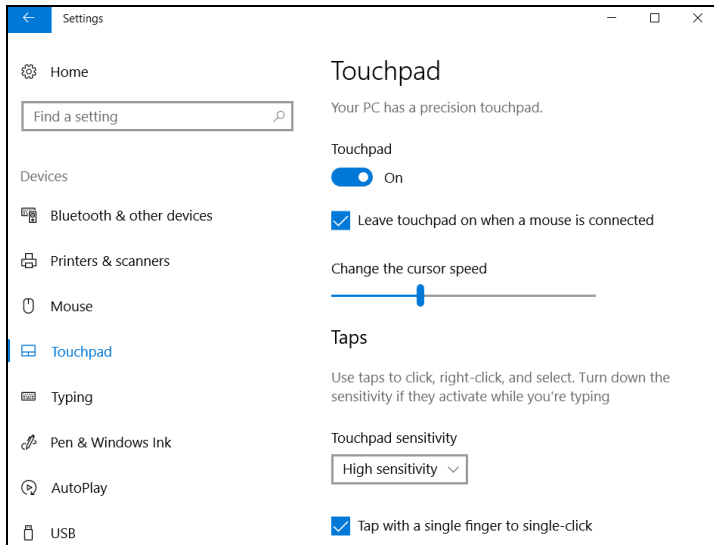 Settings
Home
Find a setting
Devices
Bluetooth & other devices
Printers & scanners
Mouse
Touchpad
Typing
Pen & Windows Ink
AutoPlay
USB
Touchpad
Your PC has a precision touchpad.
Touchpad
On
Leave touchpad on when a mouse is connected
Change the cursor speed
Taps
Use taps to click, right-click, and select. Turn down the
sensitivity if they activate while you're typing
Touchpad sensitivity
High sensitivity
Tap with a single finger to single-click